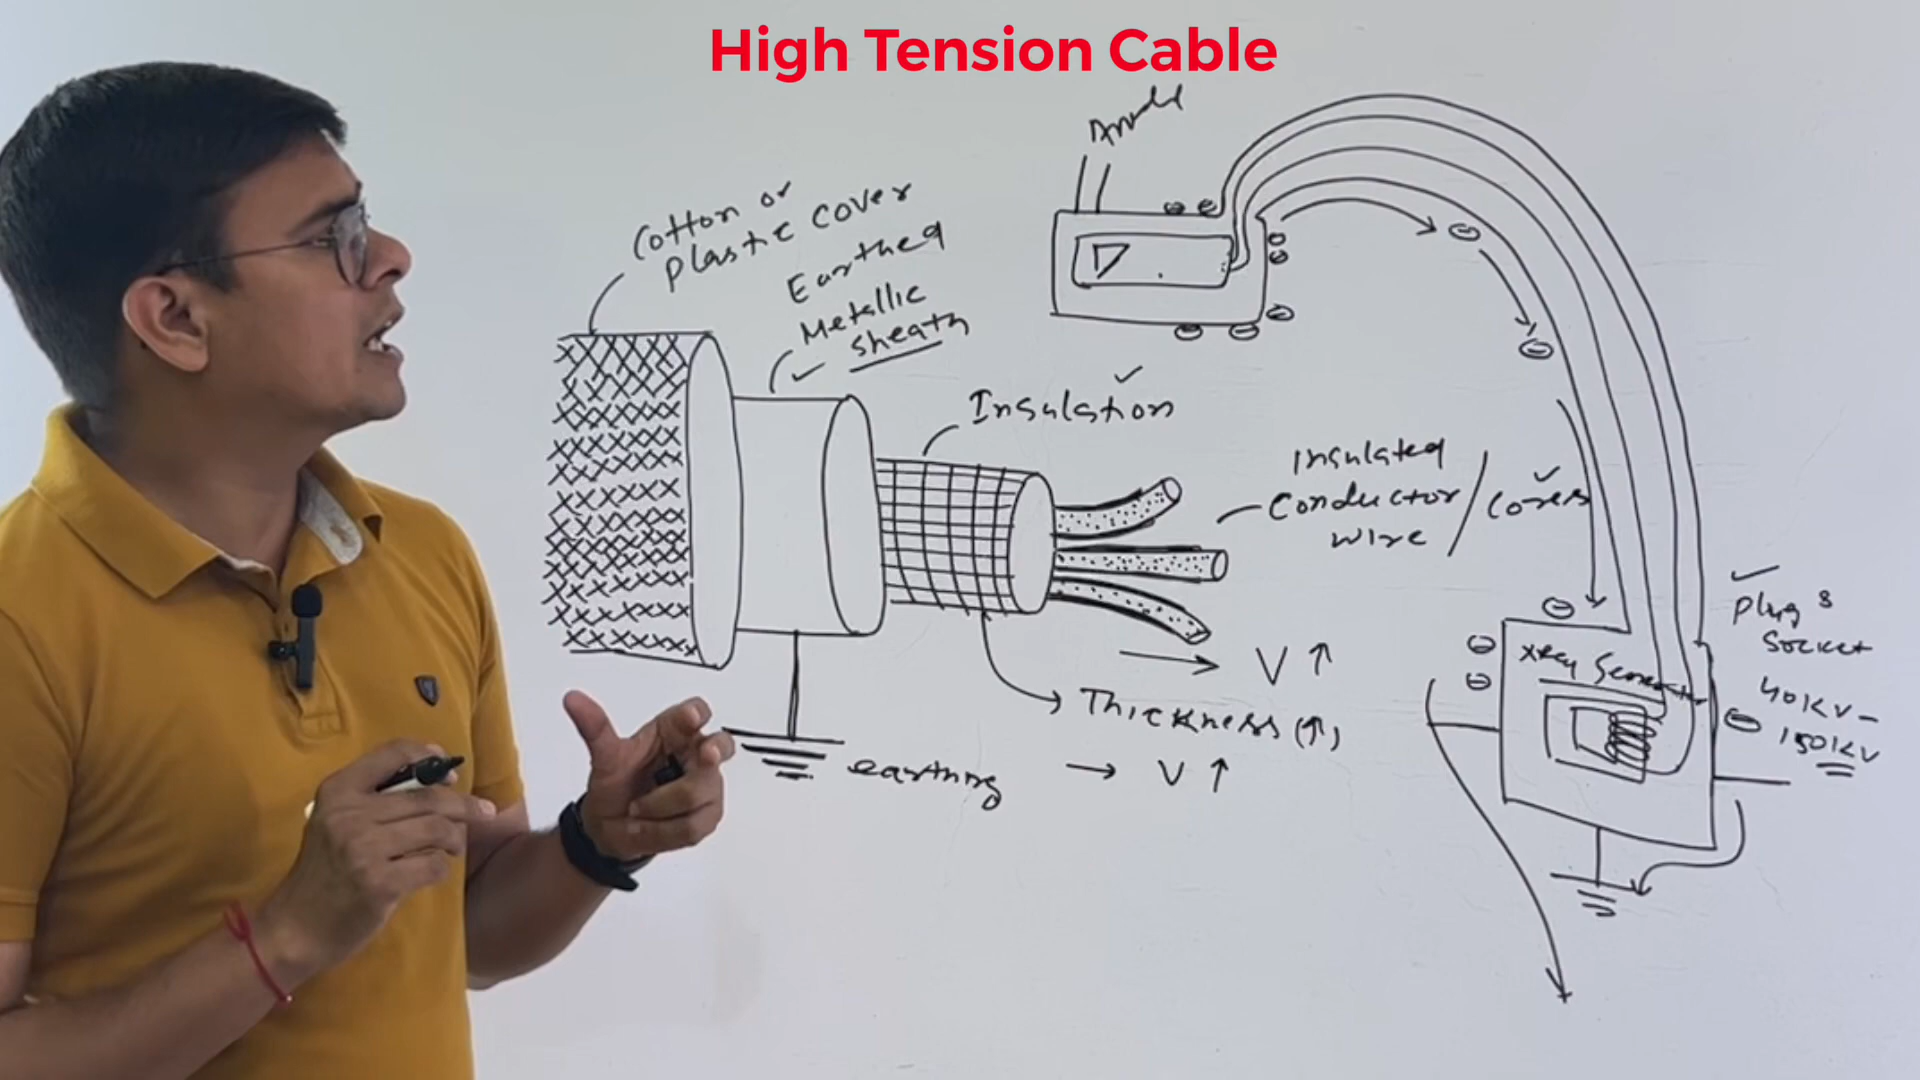 High Tension Cable
Anode
Cotton or
plastic cover
Earthed
Metallic
sheath
Insulation
Insulated
Conductor
wire / Cores
V ↑
Thickness (↑)
→ V ↑
earthing
Plug &
Socket
40KV-
150KV
xray Generator